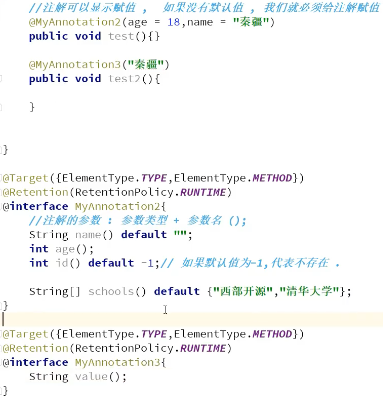 //注解可以显示赋值 , 如果没有默认值 , 我们就必须给注解赋值
@MyAnnotation2(age = 18,name = "秦疆")
public void test(){}
@MyAnnotation3("秦疆")
public void test2(){
}
}
@Target({ElementType.TYPE,ElementType.METHOD})
@Retention(RetentionPolicy.RUNTIME)
@interface MyAnnotation2{
//注解的参数 : 参数类型 + 参数名 ();
String name() default "";
int age();
int id() default -1;// 如果默认值为-1,代表不存在 .
String[] schools() default {"西部开源","清华大学"};
}
@Target({ElementType.TYPE,ElementType.METHOD})
@Retention(RetentionPolicy.RUNTIME)
@interface MyAnnotation3{
String value();
}